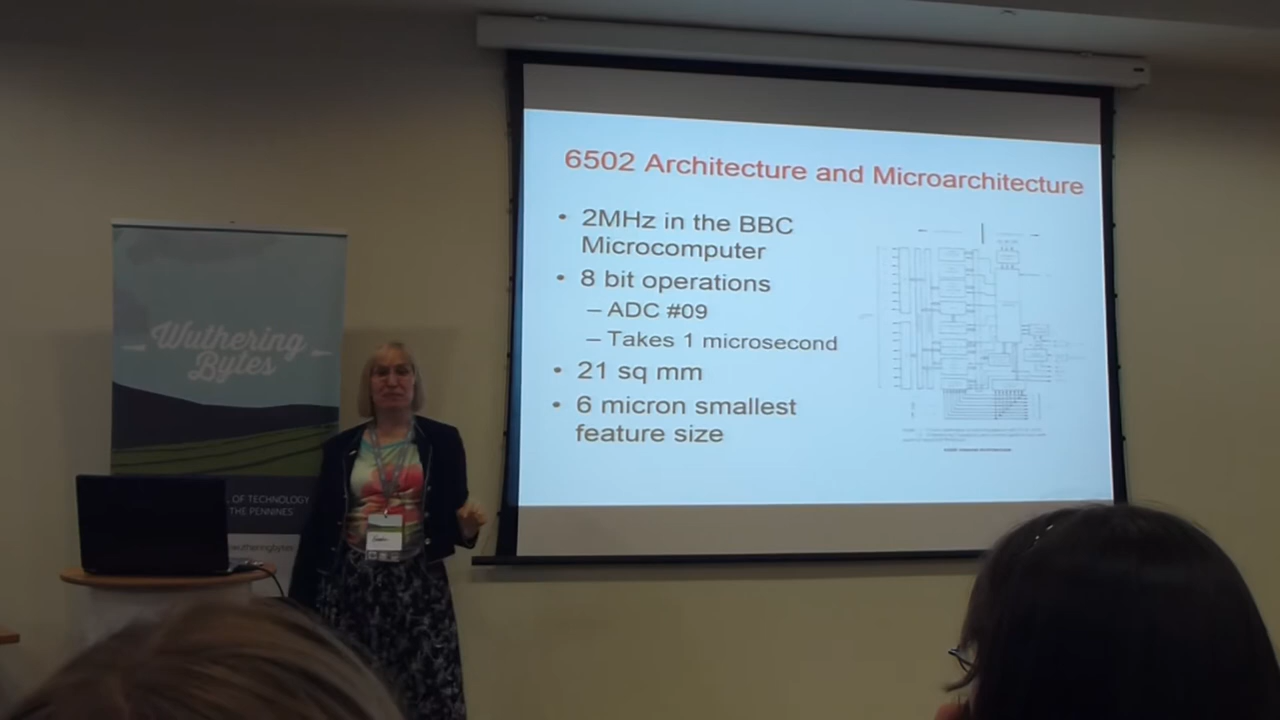 6502 Architecture and Microarchitecture
• 2MHz in the BBC
Microcomputer
• 8 bit operations
– ADC #09
– Takes 1 microsecond
• 21 sq mm
• 6 micron smallest
feature size
Wuthering
Bytes
OF TECHNOLOGY
THE PENNINES
wutheringbytes